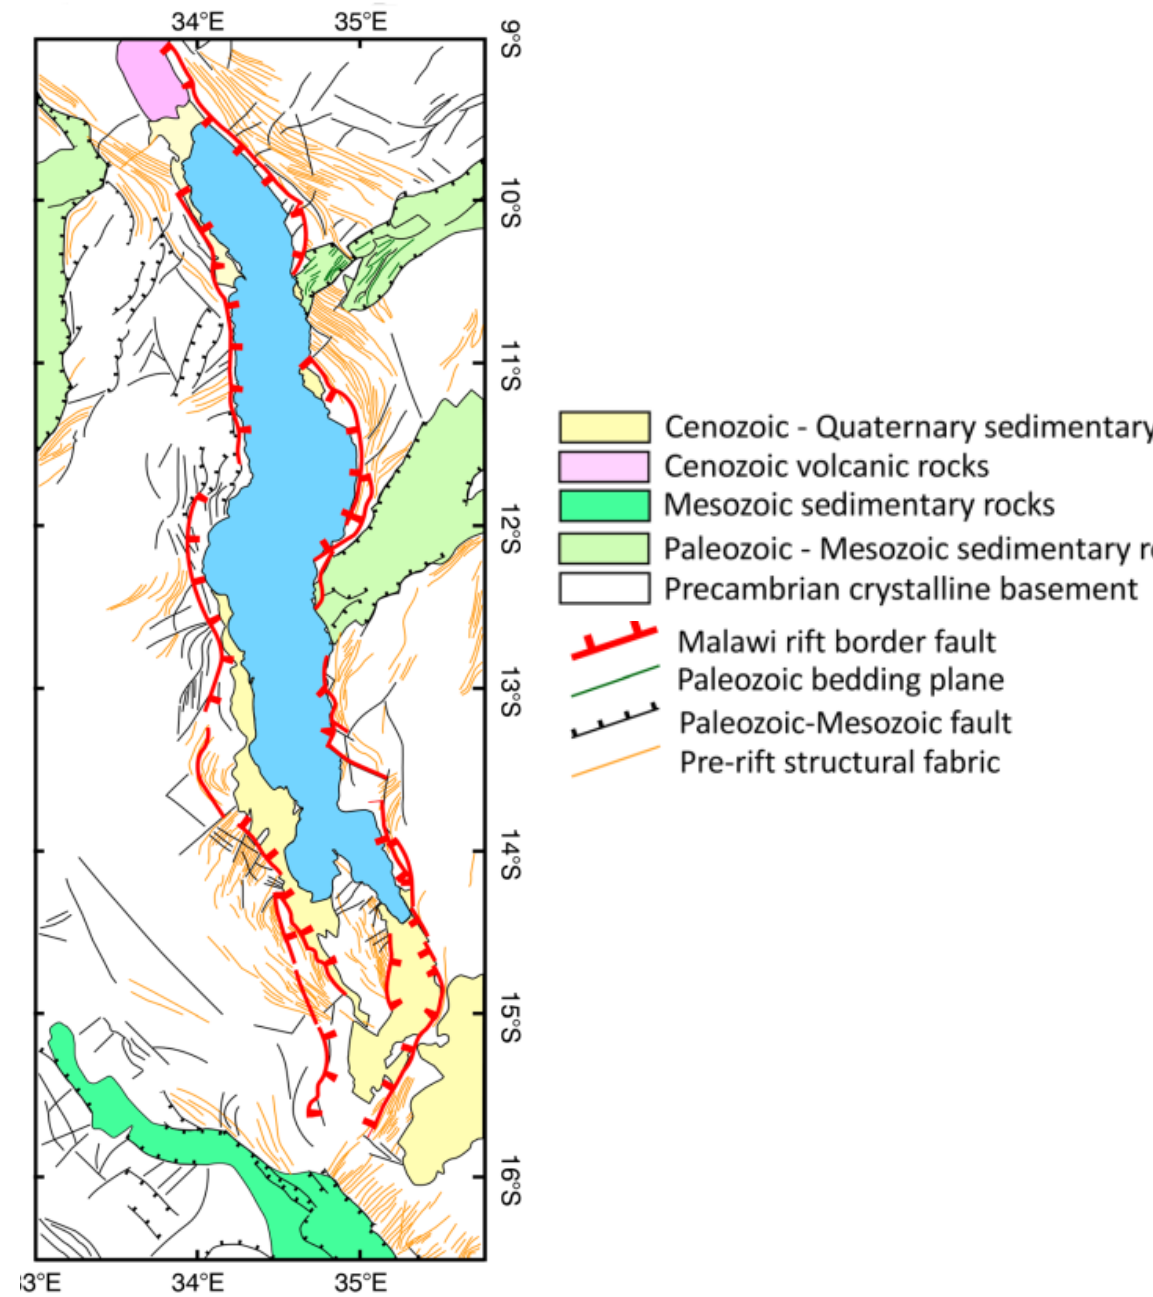 34°E 35°E
9°S
10°S
11°S
12°S
13°S
14°S
15°S
16°S
3°E 34°E 35°E
Cenozoic - Quaternary sedimentary
Cenozoic volcanic rocks
Mesozoic sedimentary rocks
Paleozoic - Mesozoic sedimentary r
Precambrian crystalline basement
Malawi rift border fault
Paleozoic bedding plane
Paleozoic-Mesozoic fault
Pre-rift structural fabric